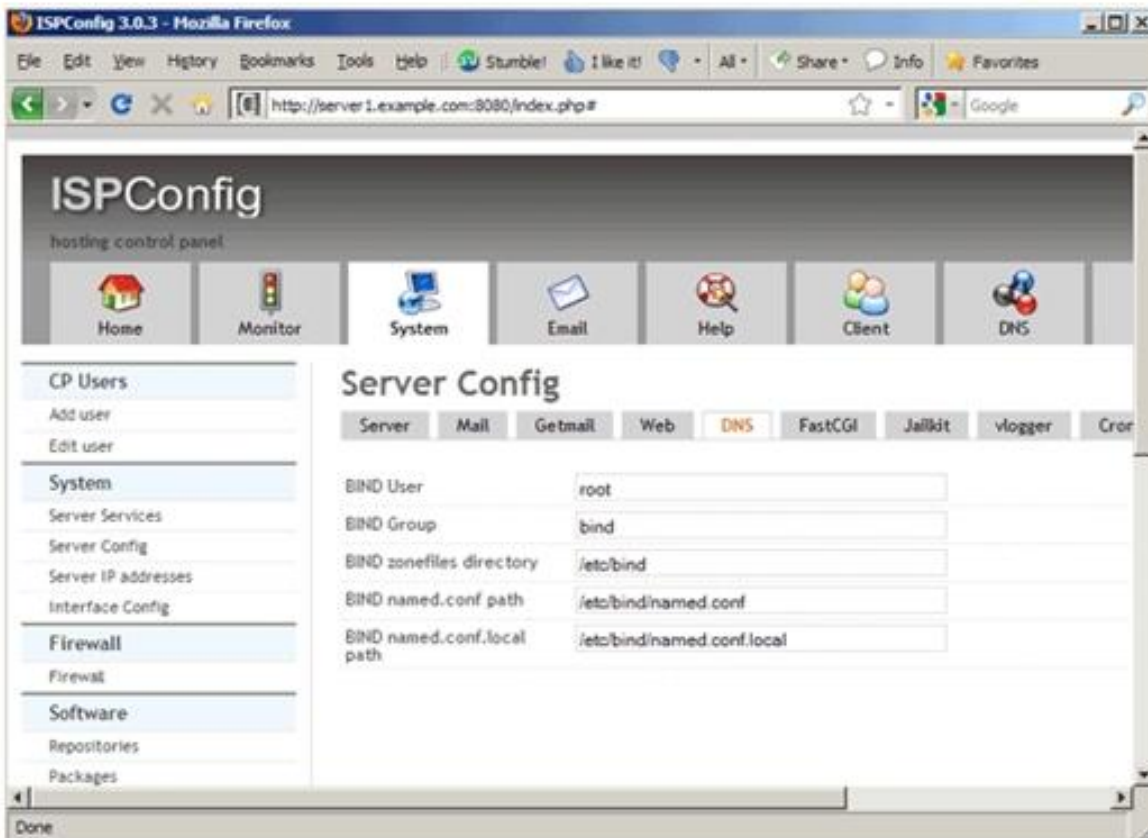 ISPConfig 3.0.3 - Mozilla Firefox
File Edit View History Bookmarks Tools Help Stumble! I like it! All Share Info Favorites
http://server1.example.com:8080/index.php# Google
ISPConfig
hosting control panel
Home Monitor System Email Help Client DNS
CP Users
Add user
Edit user
System
Server Services
Server Config
Server IP addresses
Interface Config
Firewall
Firewall
Software
Repositories
Packages
Server Config
Server Mail Getmail Web DNS FastCGI Jailkit vlogger Cron
BIND User root
BIND Group bind
BIND zonefiles directory /etc/bind
BIND named.conf path /etc/bind/named.conf
BIND named.conf.local /etc/bind/named.conf.local
path
Done